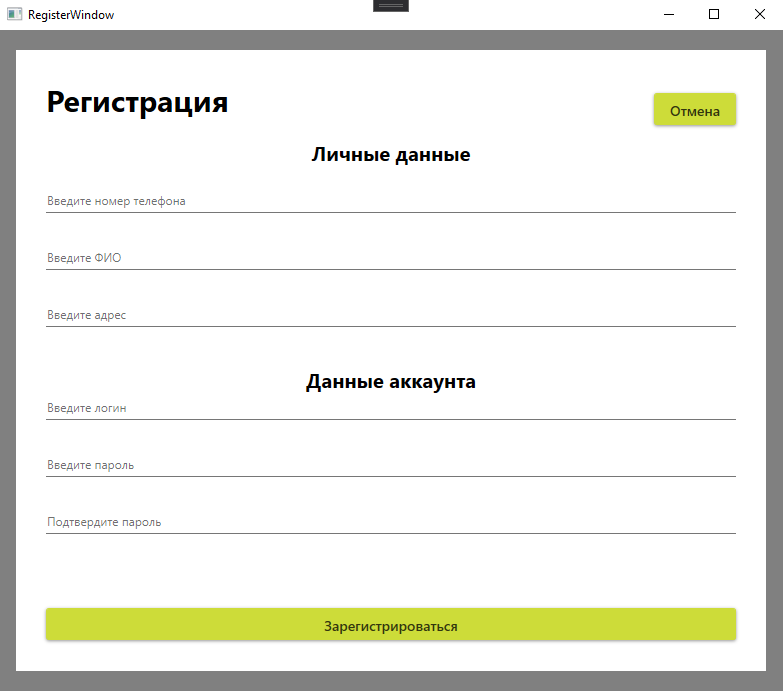 RegisterWindow
Регистрация
Отмена
Личные данные
Введите номер телефона
Введите ФИО
Введите адрес
Данные аккаунта
Введите логин
Введите пароль
Подтвердите пароль
Зарегистрироваться